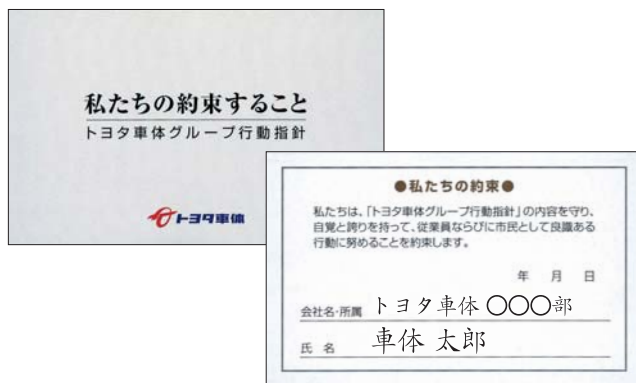 私たちの約束すること
トヨタ車体グループ行動指針
トヨタ車体
●私たちの約束●
私たちは、「トヨタ車体グループ行動指針」の内容を守り、
自覚と誇りを持って、従業員ならびに市民として良識ある
行動に努めることを約束します。
年 月 日
会社名・所属 トヨタ車体 〇〇〇部
氏 名 車体 太郎